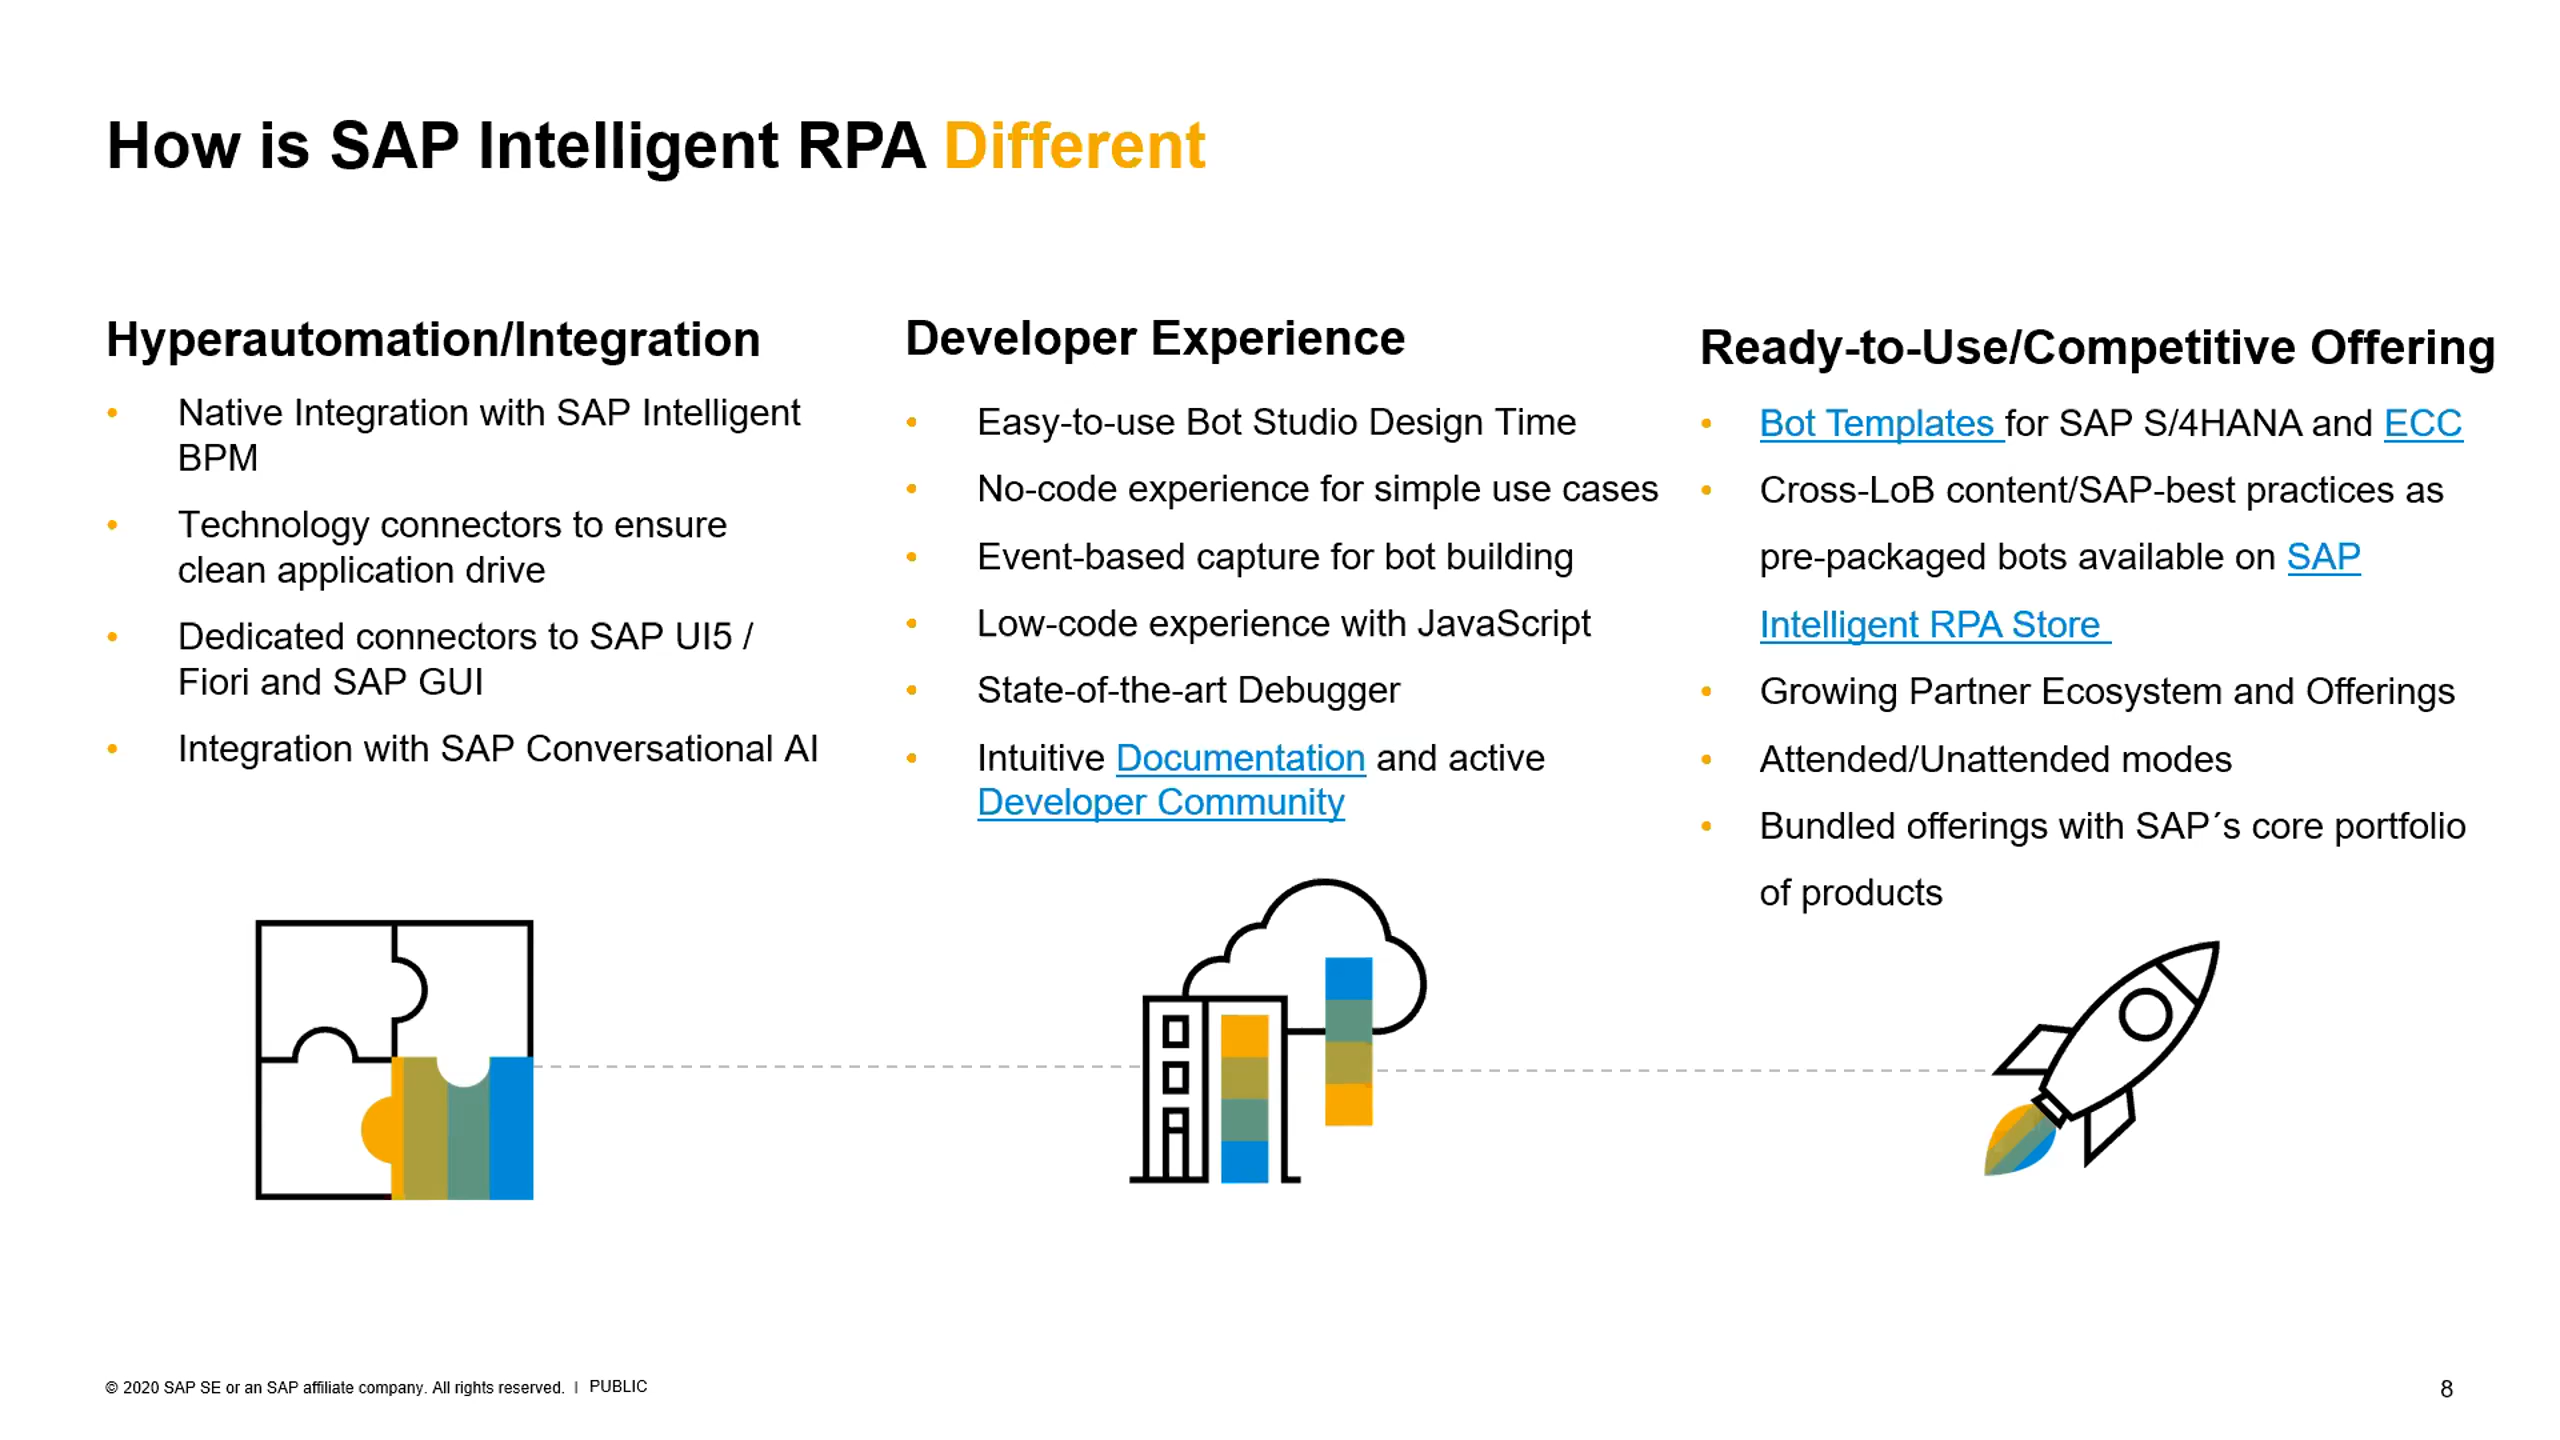 How is SAP Intelligent RPA Different
Hyperautomation/Integration
• Native Integration with SAP Intelligent
BPM
• Technology connectors to ensure
clean application drive
• Dedicated connectors to SAP UI5 /
Fiori and SAP GUI
• Integration with SAP Conversational AI
Developer Experience
• Easy-to-use Bot Studio Design Time
• No-code experience for simple use cases
• Event-based capture for bot building
• Low-code experience with JavaScript
• State-of-the-art Debugger
• Intuitive Documentation and active
Developer Community
Ready-to-Use/Competitive Offering
• Bot Templates for SAP S/4HANA and ECC
• Cross-LoB content/SAP-best practices as
pre-packaged bots available on SAP
Intelligent RPA Store
• Growing Partner Ecosystem and Offerings
• Attended/Unattended modes
• Bundled offerings with SAP´s core portfolio
of products
© 2020 SAP SE or an SAP affiliate company. All rights reserved. | PUBLIC
8